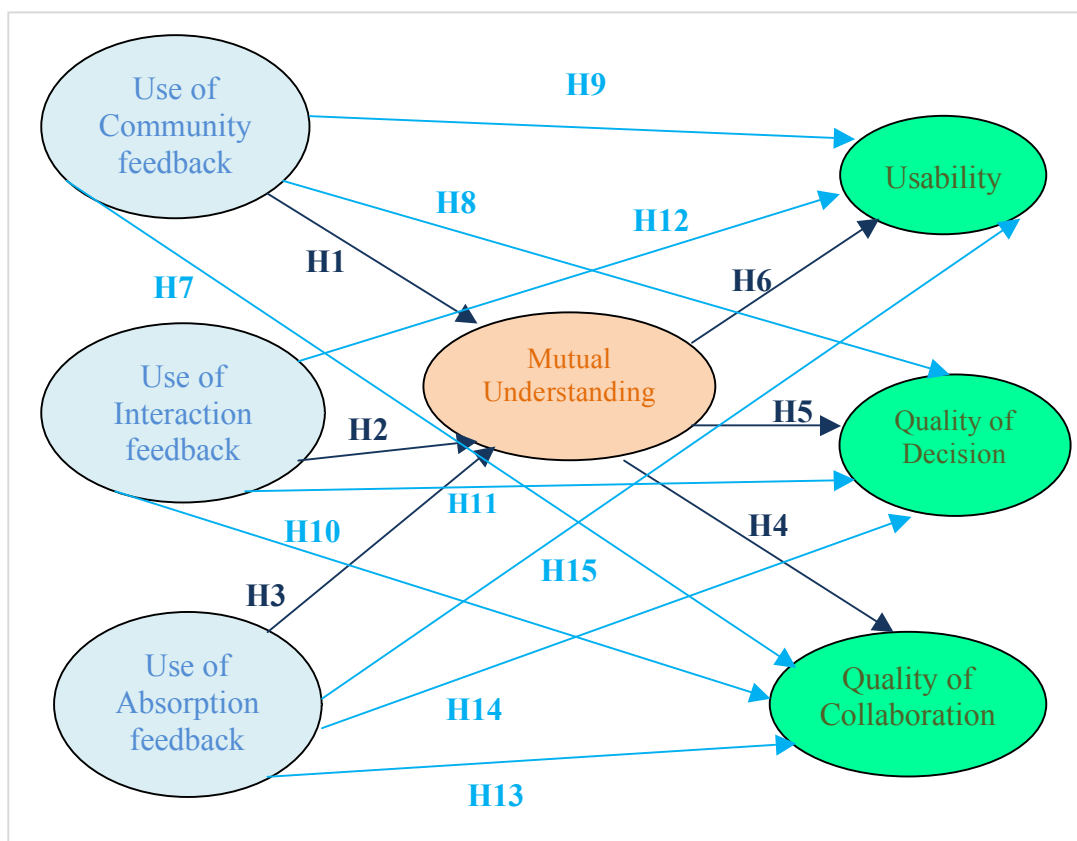 Use of
Community
feedback
H9
Usability
H8
H12
H1
H7
H6
Mutual
Understanding
Use of
Interaction
feedback
H2
H5
Quality of
Decision
H11
H10
H4
H15
H3
Use of
Absorption
feedback
H14
Quality of
Collaboration
H13